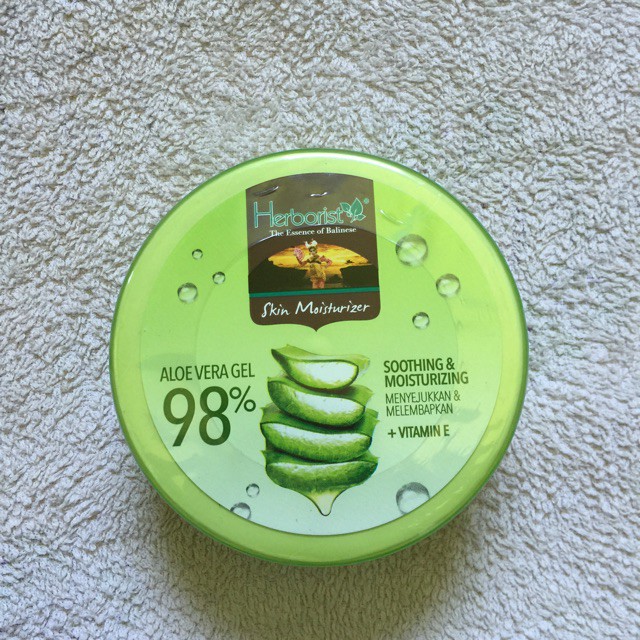 Herborist®
The Essence of Balinese
Skin Moisturizer
ALOE VERA GEL
98%
SOOTHING &
MOISTURIZING
MENYEJUKKAN &
MELEMBAPKAN
+ VITAMIN E